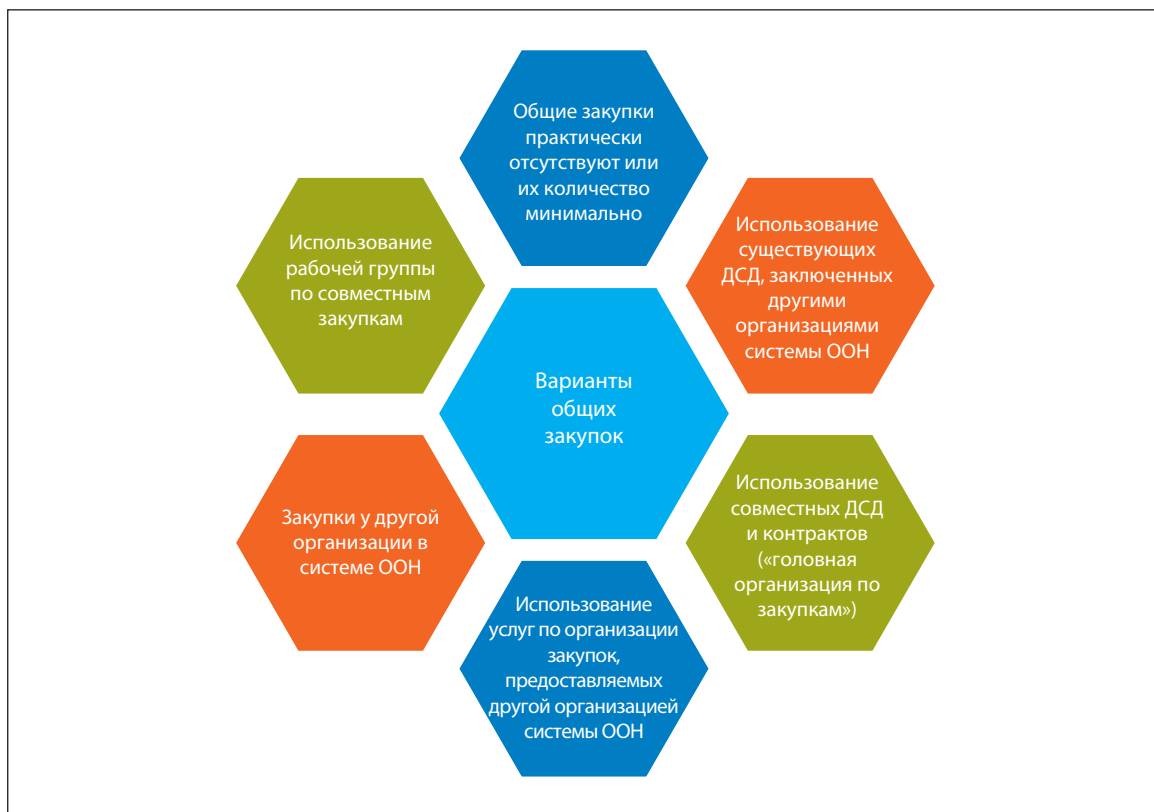 Общие закупки
практически
отсутствуют или
их количество
минимально
Использование
существующих
ДСД, заключенных
другими
организациями
системы ООН
Использование
совместных ДСД
и контрактов
(«головная
организация по
закупкам»)
Использование
услуг по организации
закупок,
предоставляемых
другой организацией
системы ООН
Закупки у другой
организации в
системе ООН
Использование
рабочей группы
по совместным
закупкам
Варианты
общих
закупок